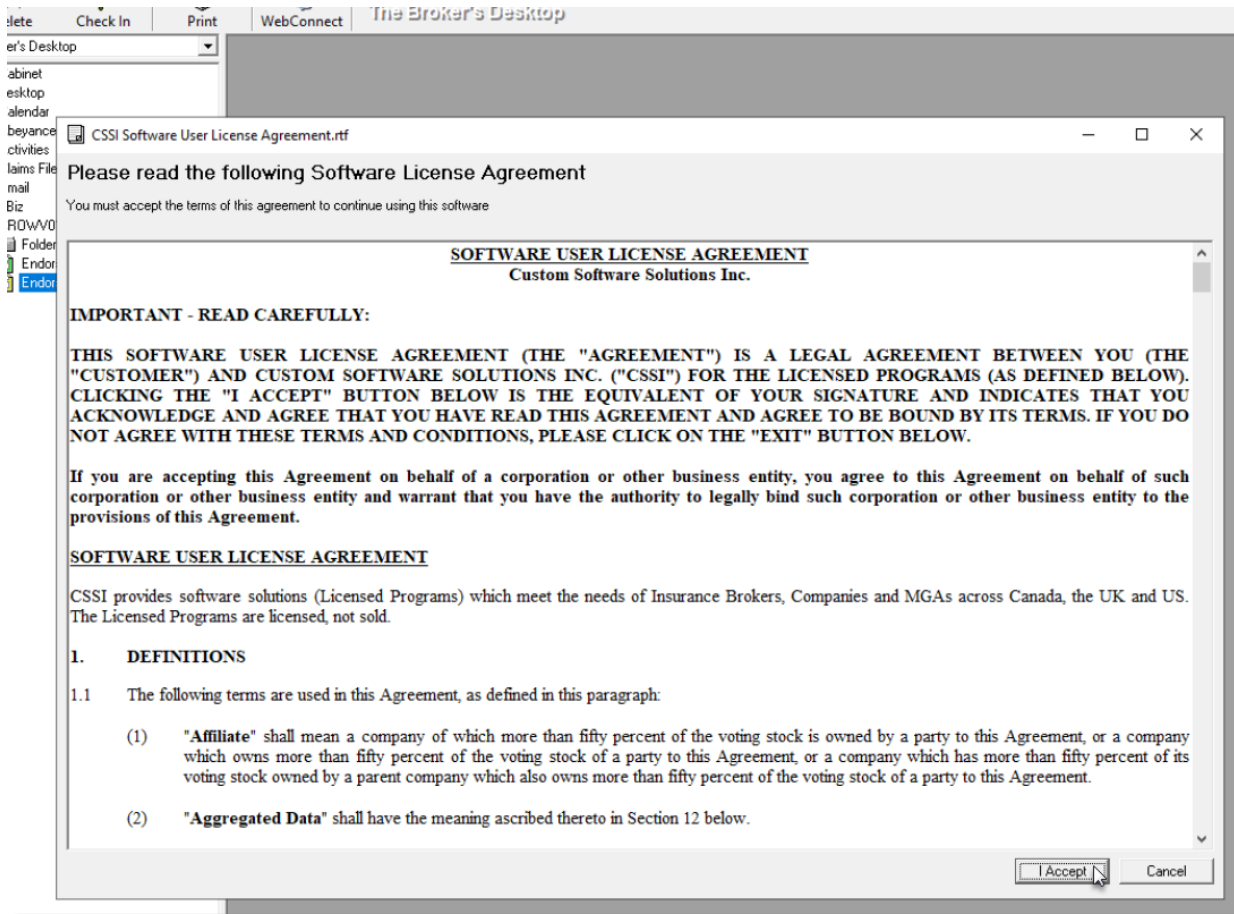 elete Check In Print WebConnect The Broker's Desktop
er's Desktop
abinet
esktop
alendar
beyance
ctivities
laims File
mail
Biz
ROWV0
Folder
Endor
Endor
CSSI Software User License Agreement.rtf
Please read the following Software License Agreement
You must accept the terms of this agreement to continue using this software
SOFTWARE USER LICENSE AGREEMENT
Custom Software Solutions Inc.
IMPORTANT - READ CAREFULLY:
THIS SOFTWARE USER LICENSE AGREEMENT (THE "AGREEMENT") IS A LEGAL AGREEMENT BETWEEN YOU (THE
"CUSTOMER") AND CUSTOM SOFTWARE SOLUTIONS INC. ("CSSI") FOR THE LICENSED PROGRAMS (AS DEFINED BELOW).
CLICKING THE "I ACCEPT" BUTTON BELOW IS THE EQUIVALENT OF YOUR SIGNATURE AND INDICATES THAT YOU
ACKNOWLEDGE AND AGREE THAT YOU HAVE READ THIS AGREEMENT AND AGREE TO BE BOUND BY ITS TERMS. IF YOU DO
NOT AGREE WITH THESE TERMS AND CONDITIONS, PLEASE CLICK ON THE "EXIT" BUTTON BELOW.
If you are accepting this Agreement on behalf of a corporation or other business entity, you agree to this Agreement on behalf of such
corporation or other business entity and warrant that you have the authority to legally bind such corporation or other business entity to the
provisions of this Agreement.
SOFTWARE USER LICENSE AGREEMENT
CSSI provides software solutions (Licensed Programs) which meet the needs of Insurance Brokers, Companies and MGAs across Canada, the UK and US.
The Licensed Programs are licensed, not sold.
1. DEFINITIONS
1.1 The following terms are used in this Agreement, as defined in this paragraph:
(1) "Affiliate" shall mean a company of which more than fifty percent of the voting stock is owned by a party to this Agreement, or a company
which owns more than fifty percent of the voting stock of a party to this Agreement, or a company which has more than fifty percent of its
voting stock owned by a parent company which also owns more than fifty percent of the voting stock of a party to this Agreement.
(2) "Aggregated Data" shall have the meaning ascribed thereto in Section 12 below.
I Accept Cancel